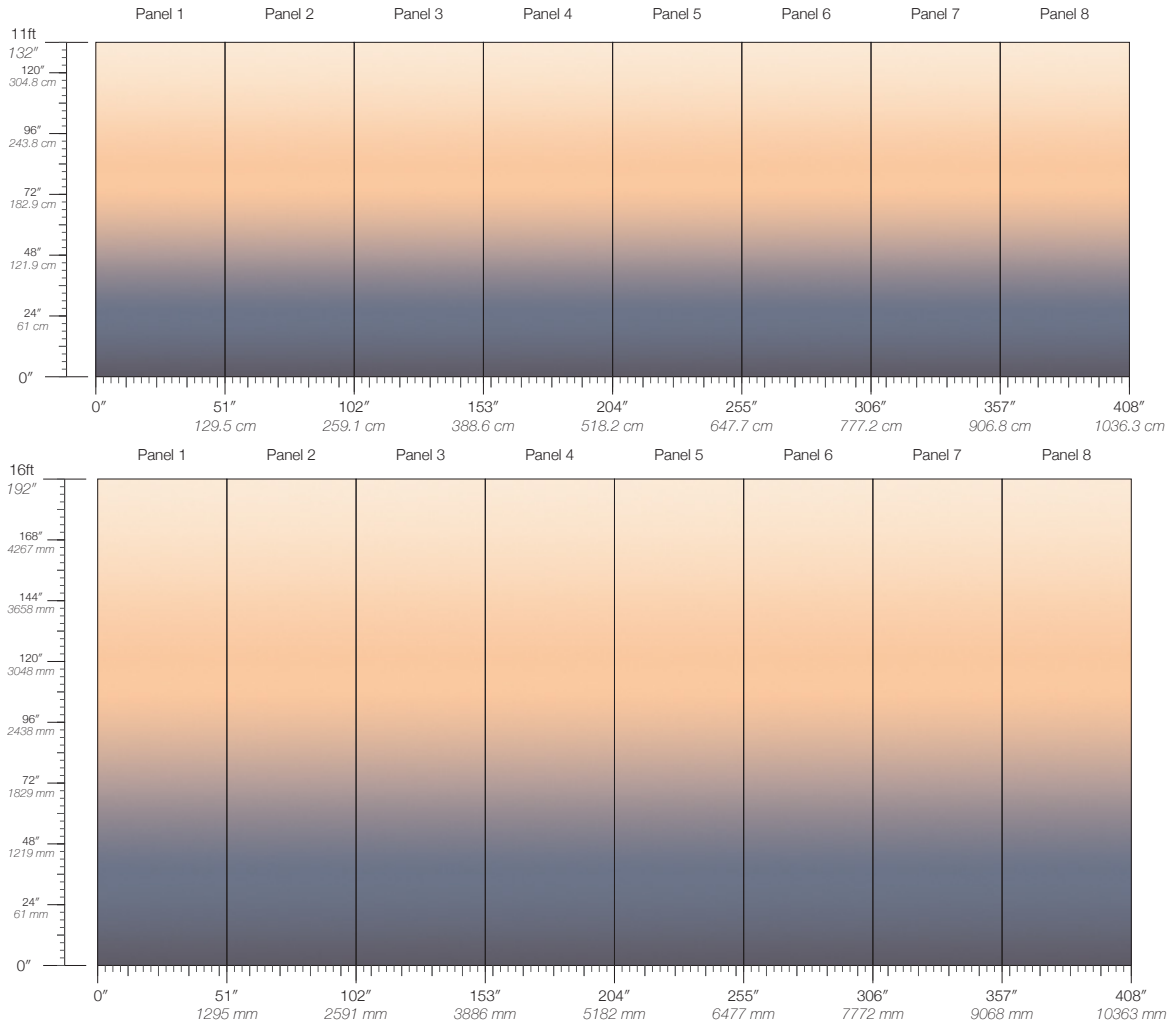 Panel 1 Panel 2 Panel 3 Panel 4 Panel 5 Panel 6 Panel 7 Panel 8
11ft
132″
120″
304.8 cm
96″
243.8 cm
72″
182.9 cm
48″
121.9 cm
24″
61 cm
0″
0″ 51″ 102″ 153″ 204″ 255″ 306″ 357″ 408″
129.5 cm 259.1 cm 388.6 cm 518.2 cm 647.7 cm 777.2 cm 906.8 cm 1036.3 cm
Panel 1 Panel 2 Panel 3 Panel 4 Panel 5 Panel 6 Panel 7 Panel 8
16ft
192″
168″
4267 mm
144″
3658 mm
120″
3048 mm
96″
2438 mm
72″
1829 mm
48″
1219 mm
24″
61 mm
0″
0″ 51″ 102″ 153″ 204″ 255″ 306″ 357″ 408″
1295 mm 2591 mm 3886 mm 5182 mm 6477 mm 7772 mm 9068 mm 10363 mm